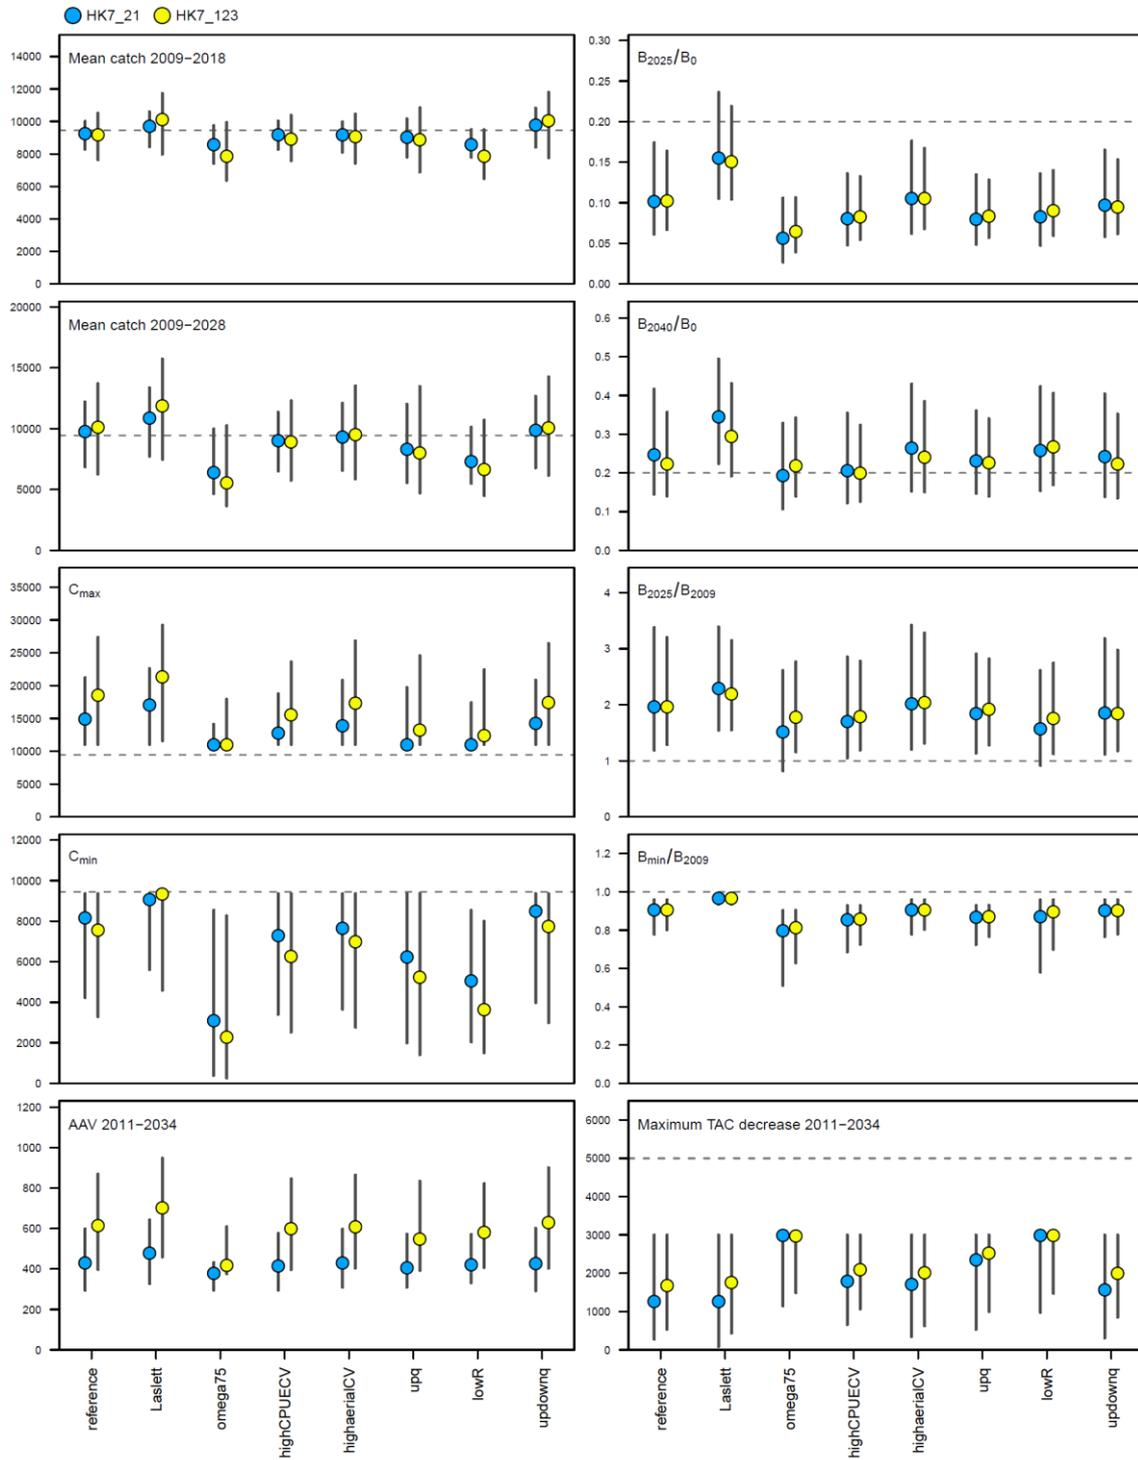 HK7_21 HK7_123
Mean catch 2009−2018
14000
12000
10000
8000
6000
4000
2000
0
B2025/B0
0.30
0.25
0.20
0.15
0.10
0.05
0.00
Mean catch 2009−2028
20000
15000
10000
5000
0
B2040/B0
0.6
0.5
0.4
0.3
0.2
0.1
0.0
Cmax
35000
30000
25000
20000
15000
10000
5000
0
B2025/B2009
4
3
2
1
0
Cmin
12000
10000
8000
6000
4000
2000
0
Bmin/B2009
1.2
1.0
0.8
0.6
0.4
0.2
0.0
AAV 2011−2034
1200
1000
800
600
400
200
0
Maximum TAC decrease 2011−2034
6000
5000
4000
3000
2000
1000
0
reference
Laslett
omega75
highCPUECV
highaerialCV
upq
lowR
updownq
reference
Laslett
omega75
highCPUECV
highaerialCV
upq
lowR
updownq